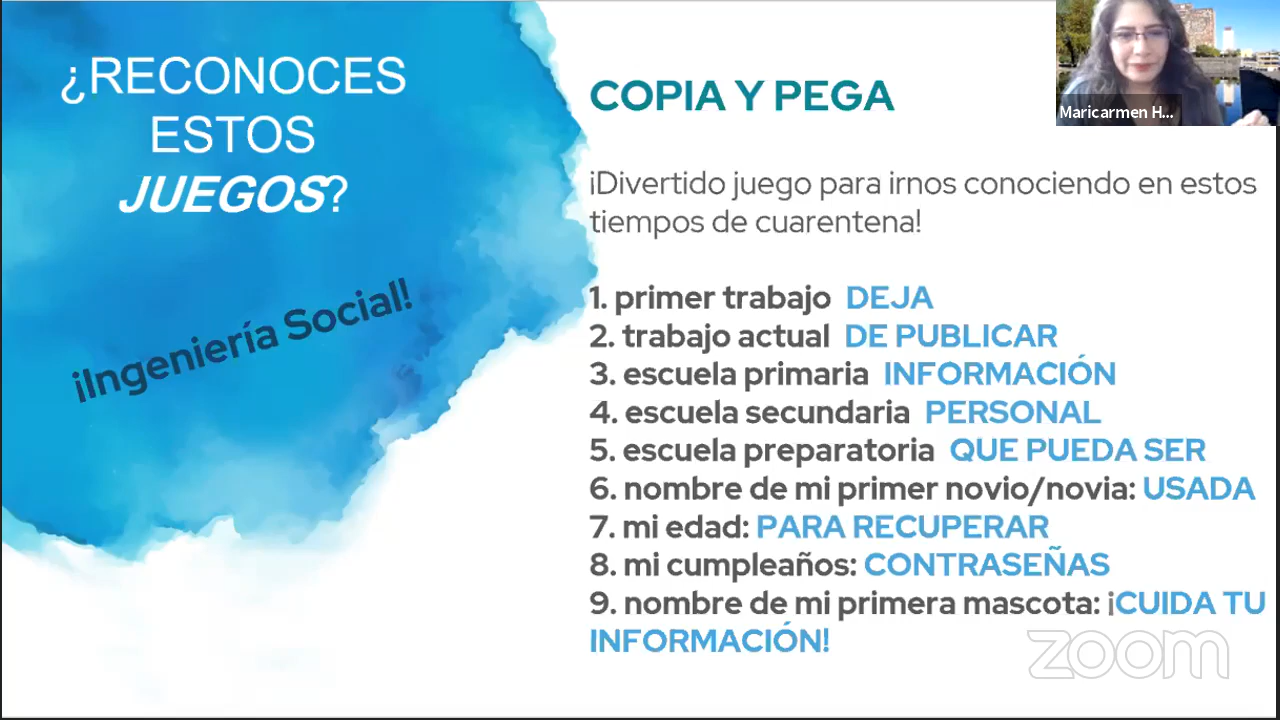 ¿RECONOCES
ESTOS
JUEGOS?
¡Ingeniería Social!
COPIA Y PEGA
¡Divertido juego para irnos conociendo en estos
tiempos de cuarentena!
1. primer trabajo DEJA
2. trabajo actual DE PUBLICAR
3. escuela primaria INFORMACIÓN
4. escuela secundaria PERSONAL
5. escuela preparatoria QUE PUEDA SER
6. nombre de mi primer novio/novia: USADA
7. mi edad: PARA RECUPERAR
8. mi cumpleaños: CONTRASEÑAS
9. nombre de mi primera mascota: ¡CUIDA TU
INFORMACIÓN!
Maricarmen H...
zoom